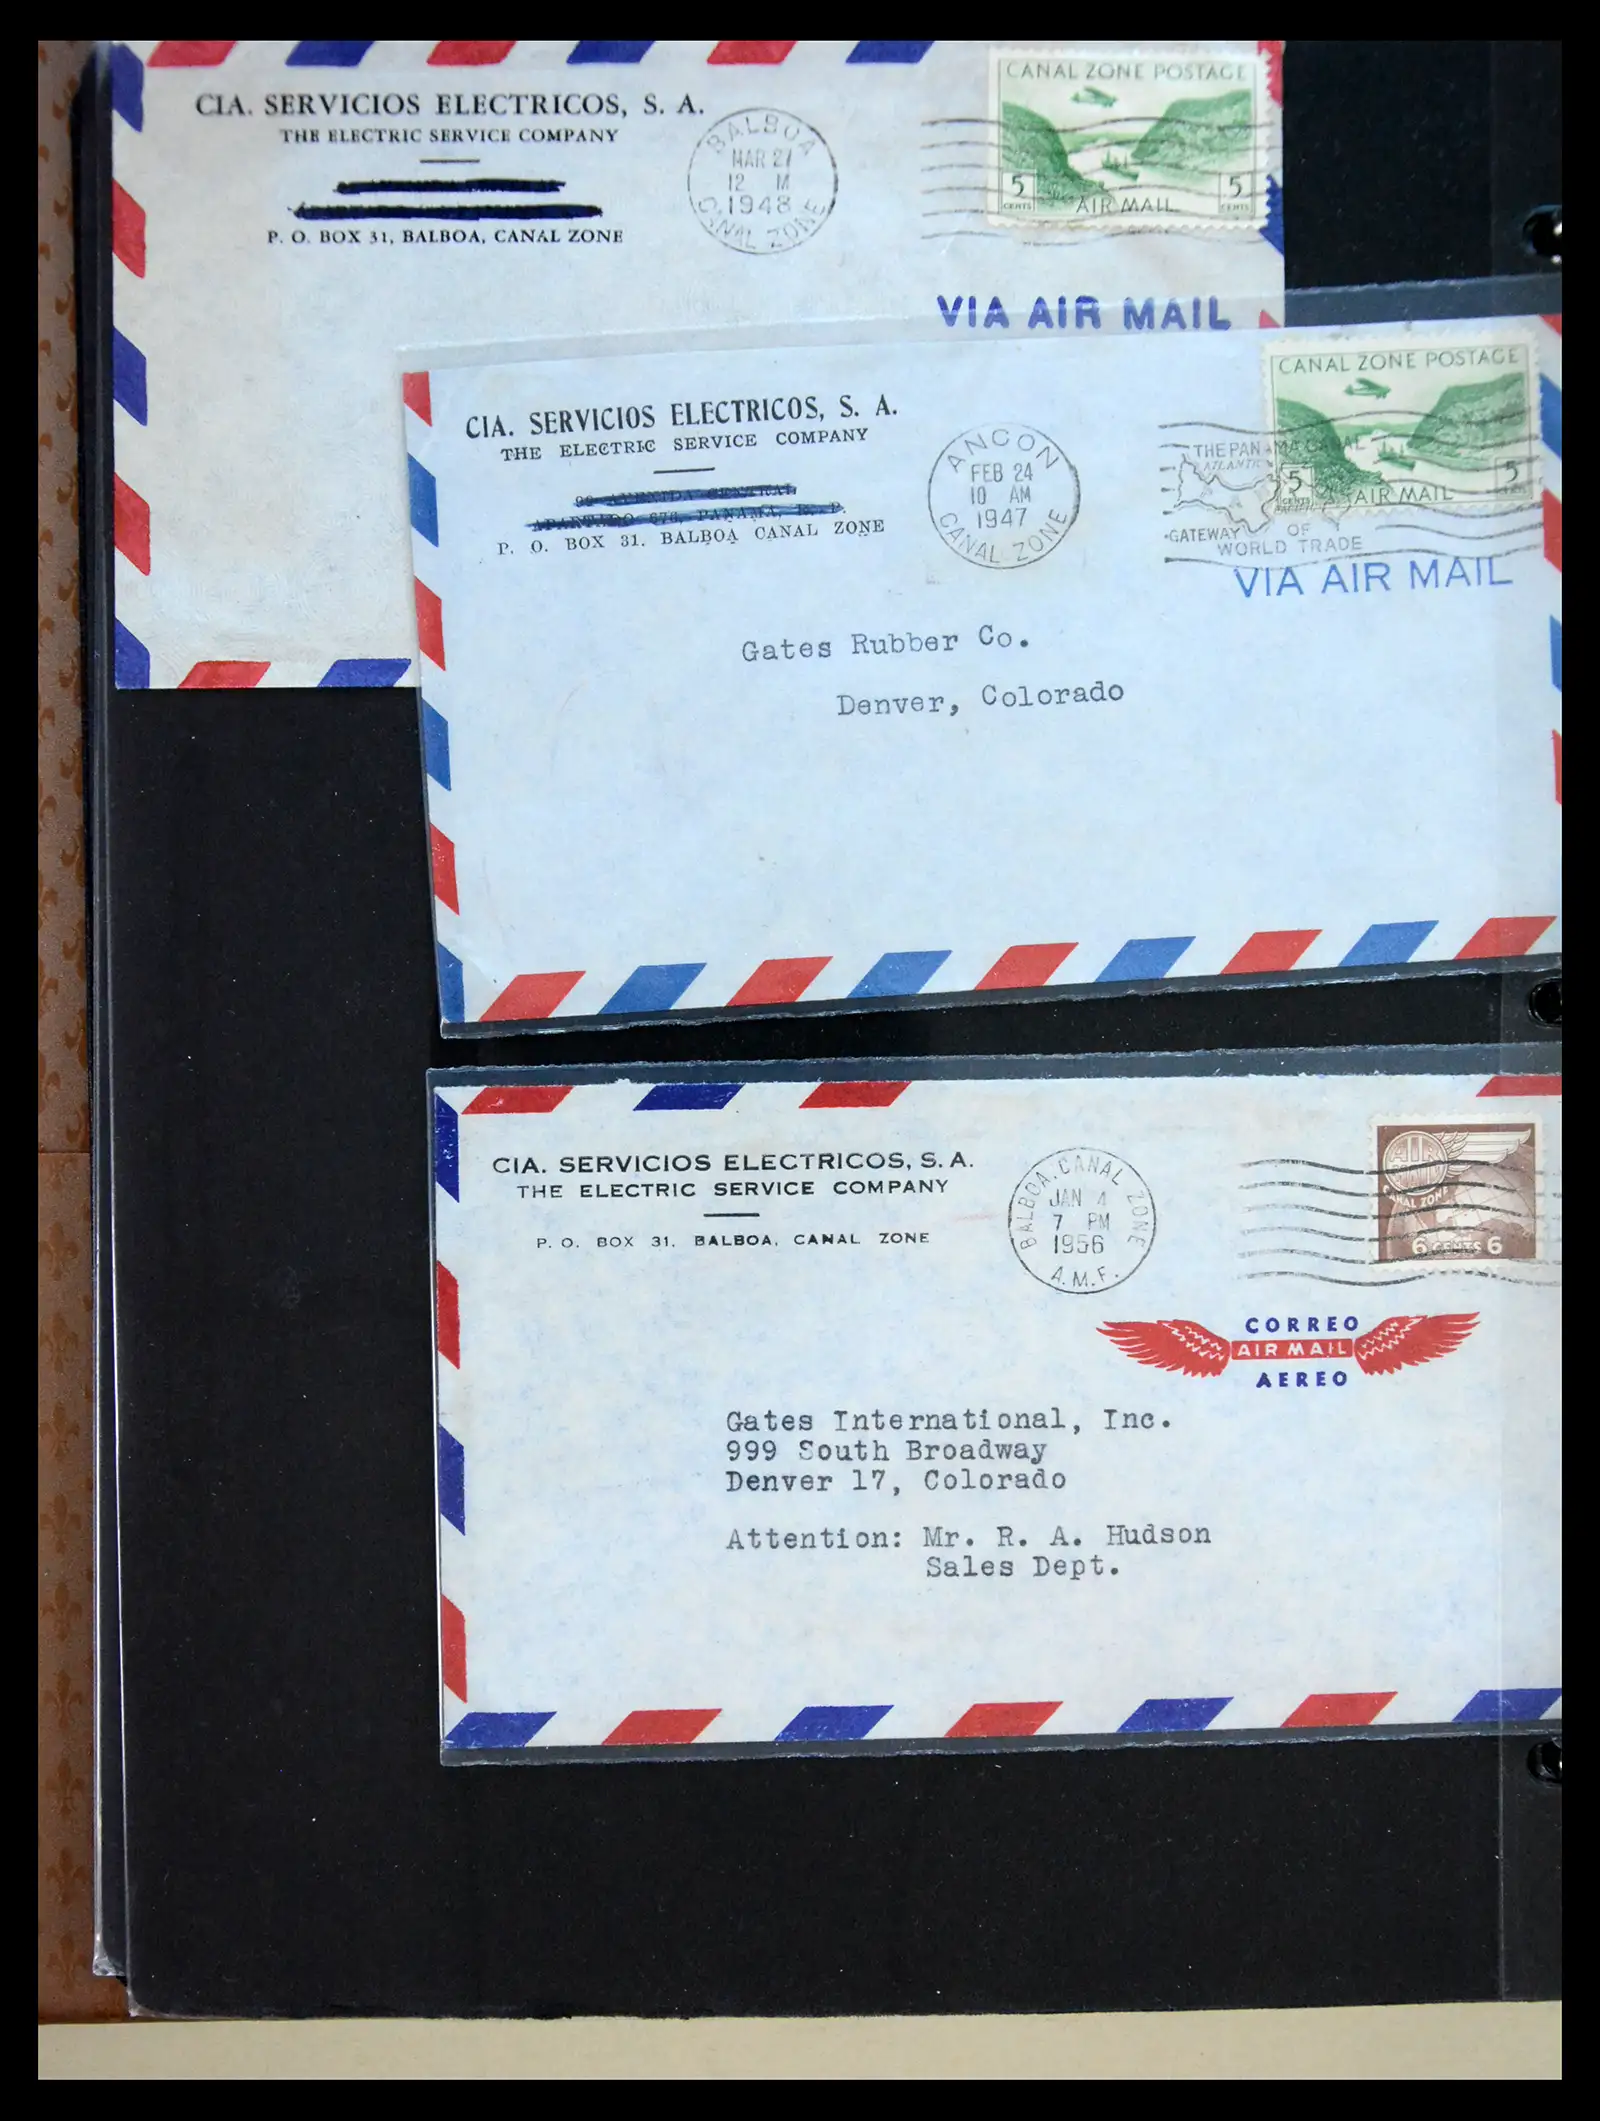 CIA. SERVICIOS ELECTRICOS, S. A.
THE ELECTRIC SERVICE COMPANY
P. O. BOX 31, BALBOA, CANAL ZONE
BALBOA
MAR 27
12 M
1948
CANAL ZONE
CANAL ZONE POSTAGE
5 CENTS
AIR MAIL
5 CENTS
VIA AIR MAIL
CIA. SERVICIOS ELECTRICOS, S. A.
THE ELECTRIC SERVICE COMPANY
APARTADO 676, PANAMA, R. P.
P. O. BOX 31. BALBOA CANAL ZONE
ANCON
FEB 24
10 AM
1947
CANAL ZONE
CANAL ZONE POSTAGE
5 CENTS
AIR MAIL
5
THE PANAMA CANAL
ATLANTIC
GATEWAY OF
WORLD TRADE
VIA AIR MAIL
Gates Rubber Co.
Denver, Colorado
CIA. SERVICIOS ELECTRICOS, S. A.
THE ELECTRIC SERVICE COMPANY
P. O. BOX 31. BALBOA, CANAL ZONE
BALBOA, CANAL ZONE
JAN 4
7 PM
1956
A.M.F.
AIR MAIL
CANAL ZONE
6 CENTS 6
CORREO
AIR MAIL
AEREO
Gates International, Inc.
999 South Broadway
Denver 17, Colorado
Attention: Mr. R. A. Hudson
Sales Dept.